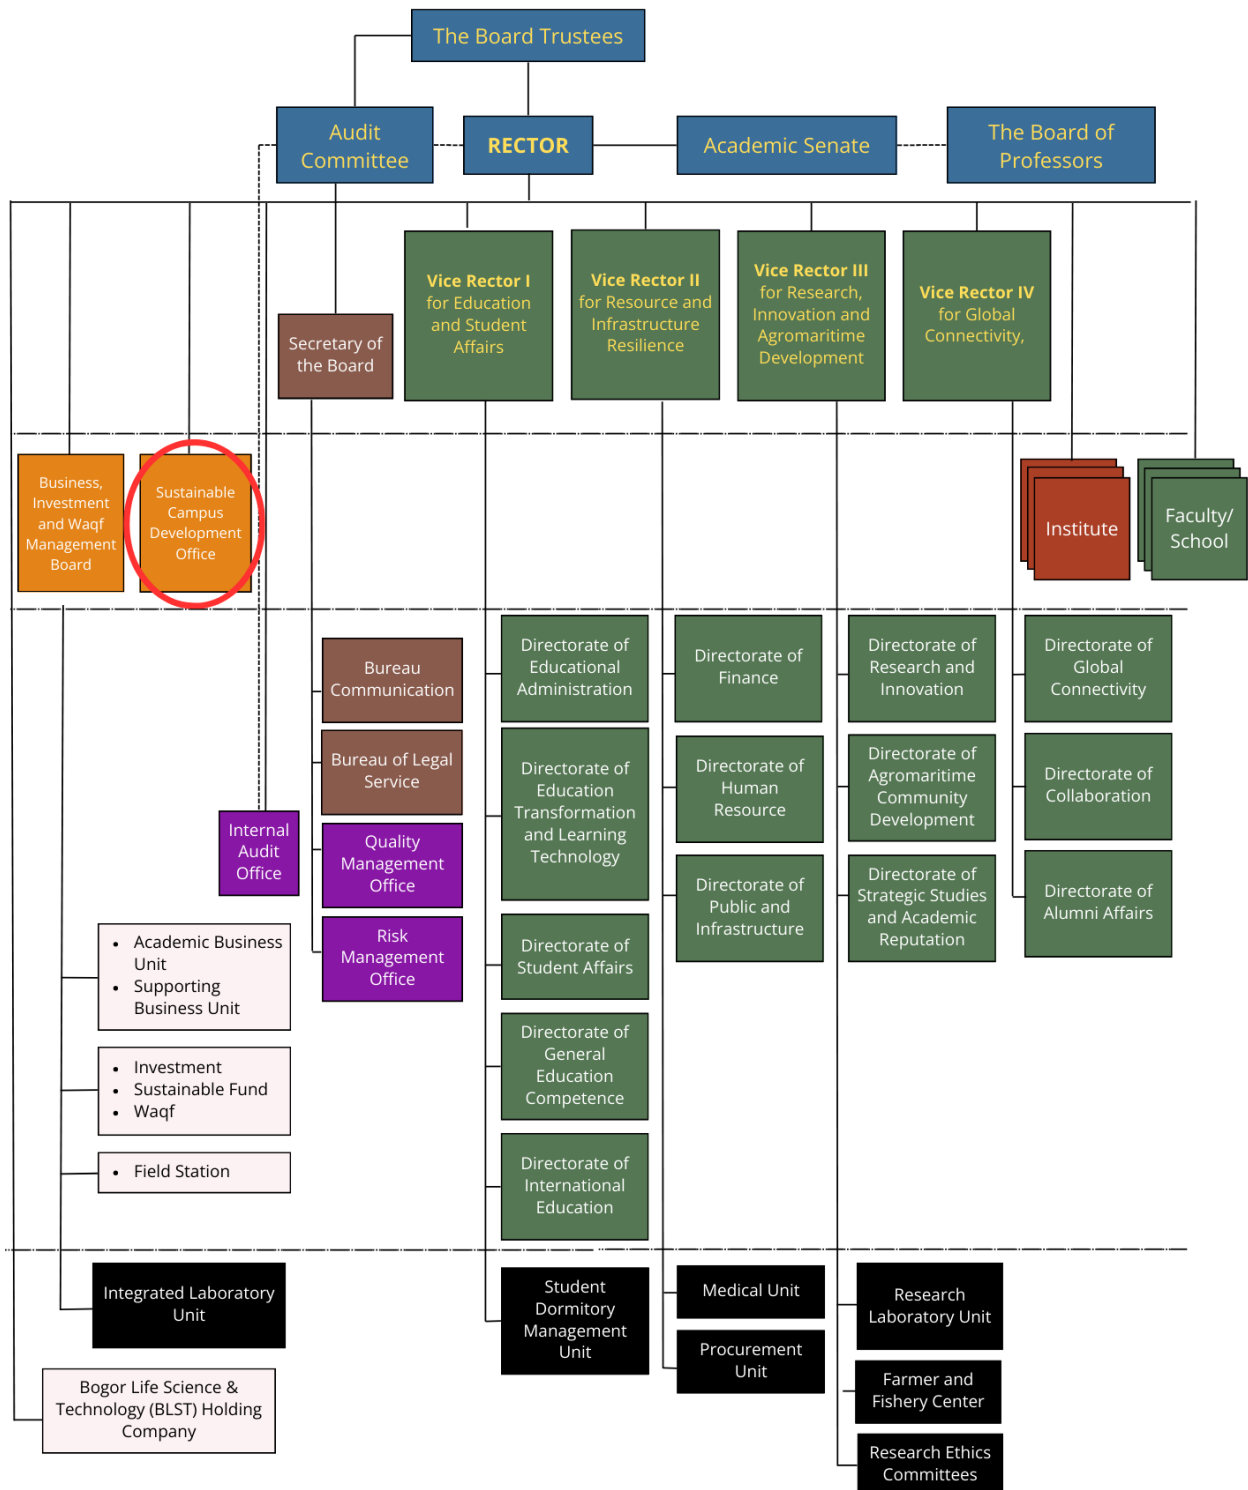 The Board Trustees
Audit
Committee
RECTOR
Academic Senate
The Board of
Professors
Secretary of
the Board
Vice Rector I
for Education
and Student
Affairs
Vice Rector II
for Resource and
Infrastructure
Resilience
Vice Rector III
for Research,
Innovation and
Agromaritime
Development
Vice Rector IV
for Global
Connectivity,
Business,
Investment
and Waqf
Management
Board
Sustainable
Campus
Development
Office
Institute
Faculty/
School
Bureau
Communication
Bureau of Legal
Service
Internal
Audit
Office
Quality
Management
Office
Risk
Management
Office
Directorate of
Educational
Administration
Directorate of
Education
Transformation
and Learning
Technology
Directorate of
Student Affairs
Directorate of
General
Education
Competence
Directorate of
International
Education
Directorate of
Finance
Directorate of
Human
Resource
Directorate of
Public and
Infrastructure
Directorate of
Research and
Innovation
Directorate of
Agromaritime
Community
Development
Directorate of
Strategic Studies
and Academic
Reputation
Directorate of
Global
Connectivity
Directorate of
Collaboration
Directorate of
Alumni Affairs
• Academic Business
Unit
• Supporting
Business Unit
• Investment
• Sustainable Fund
• Waqf
• Field Station
Integrated Laboratory
Unit
Student
Dormitory
Management
Unit
Medical Unit
Procurement
Unit
Research
Laboratory Unit
Farmer and
Fishery Center
Research Ethics
Committees
Bogor Life Science &
Technology (BLST) Holding
Company